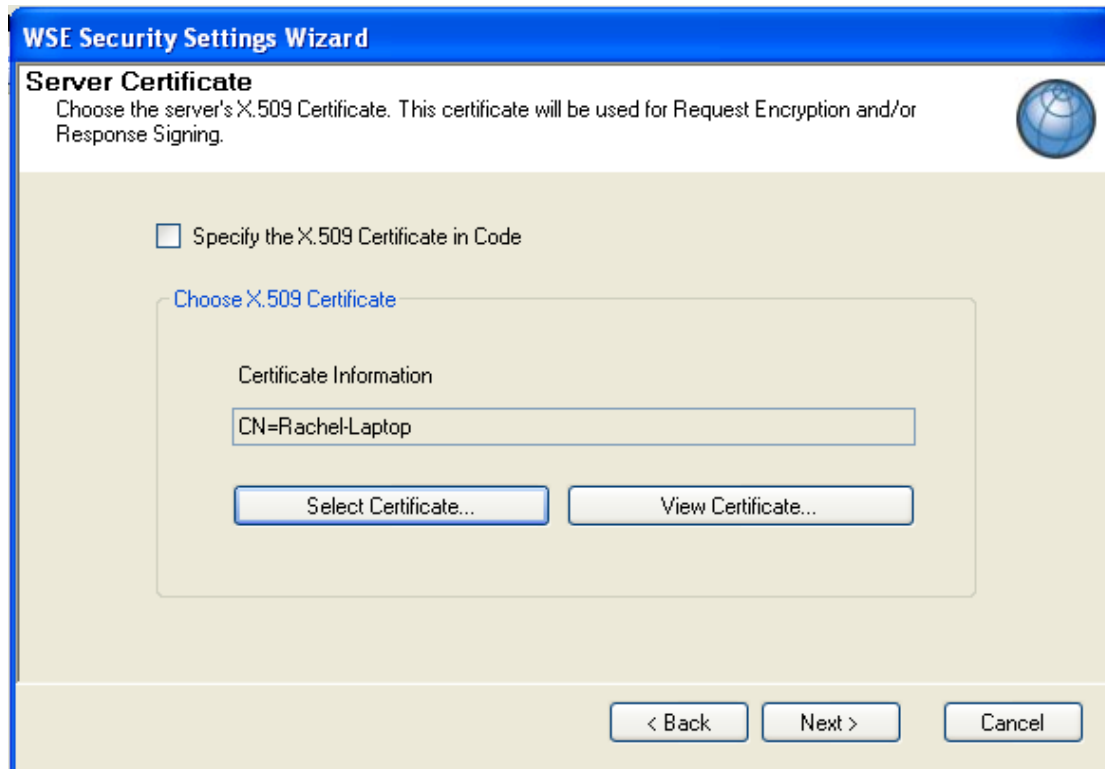 WSE Security Settings Wizard
Server Certificate
Choose the server's X.509 Certificate. This certificate will be used for Request Encryption and/or
Response Signing.
Specify the X.509 Certificate in Code
Choose X.509 Certificate
Certificate Information
CN=Rachel-Laptop
Select Certificate... View Certificate...
< Back Next > Cancel